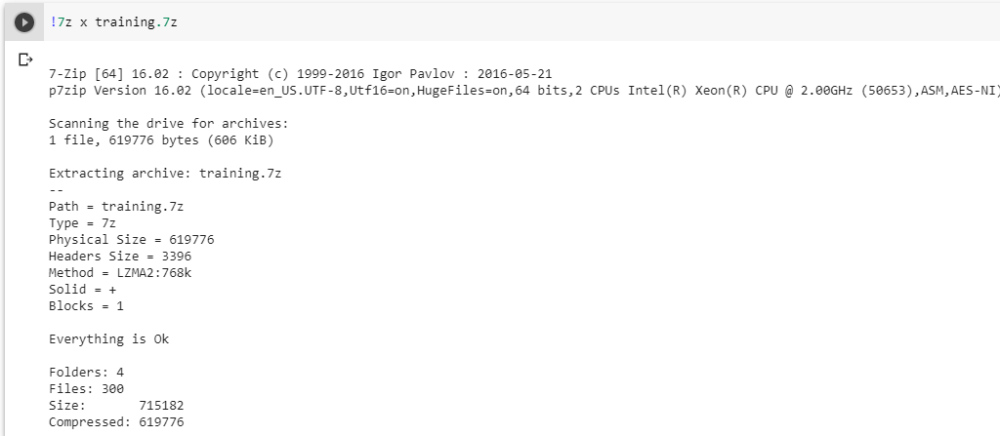 !7z x training.7z
7-Zip [64] 16.02 : Copyright (c) 1999-2016 Igor Pavlov : 2016-05-21
p7zip Version 16.02 (locale=en_US.UTF-8,Utf16=on,HugeFiles=on,64 bits,2 CPUs Intel(R) Xeon(R) CPU @ 2.00GHz (50653),ASM,AES-NI)
Scanning the drive for archives:
1 file, 619776 bytes (606 KiB)
Extracting archive: training.7z
--
Path = training.7z
Type = 7z
Physical Size = 619776
Headers Size = 3396
Method = LZMA2:768k
Solid = +
Blocks = 1
Everything is Ok
Folders: 4
Files: 300
Size:       715182
Compressed: 619776